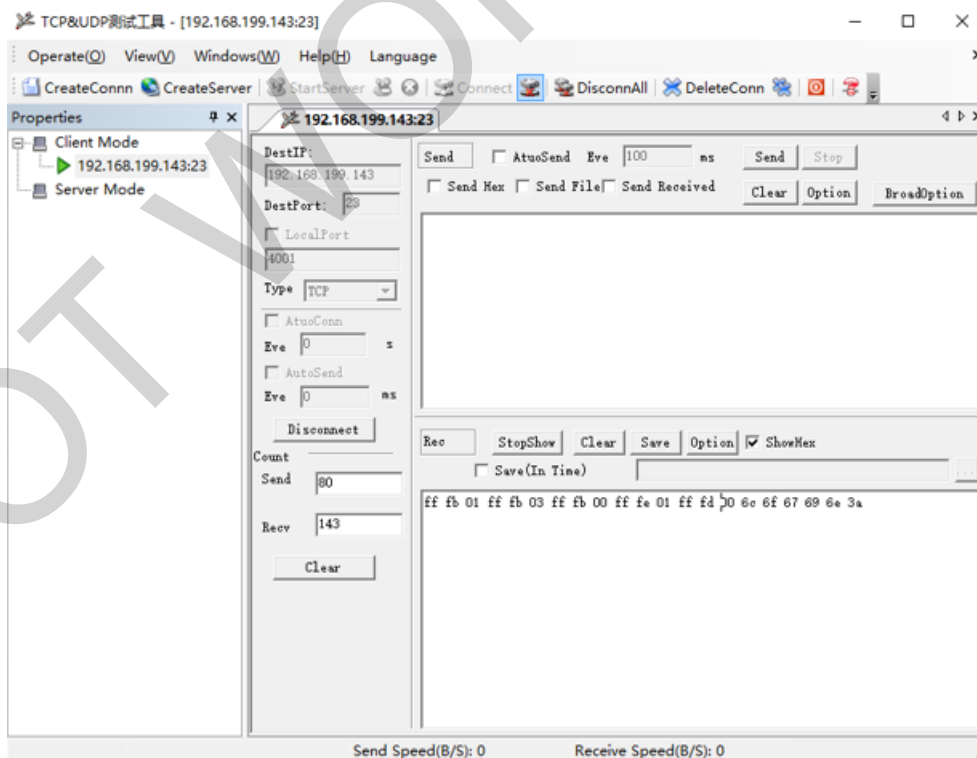 TCP&UDP测试工具 - [192.168.199.143:23]
Operate(O) View(V) Windows(W) Help(H) Language
CreateConnn CreateServer StartServer Connect DisconnAll DeleteConn
Properties
192.168.199.143:23
Client Mode
192.168.199.143:23
Server Mode
DestIP:
192.168.199.143
DestPort: 23
LocalPort
4001
Type TCP
AtuoConn
Eve 0 s
AutoSend
Eve 0 ms
Disconnect
Count
Send 80
Recv 143
Clear
Send AtuoSend Eve 100 ms Send Stop
Send Hex Send File Send Received Clear Option BroadOption
Rec StopShow Clear Save Option ShowHex
Save(In Time) ...
ff fb 01 ff fb 03 ff fb 00 ff fe 01 ff fd 00 6c 6f 67 69 6e 3a
Send Speed(B/S): 0 Receive Speed(B/S): 0